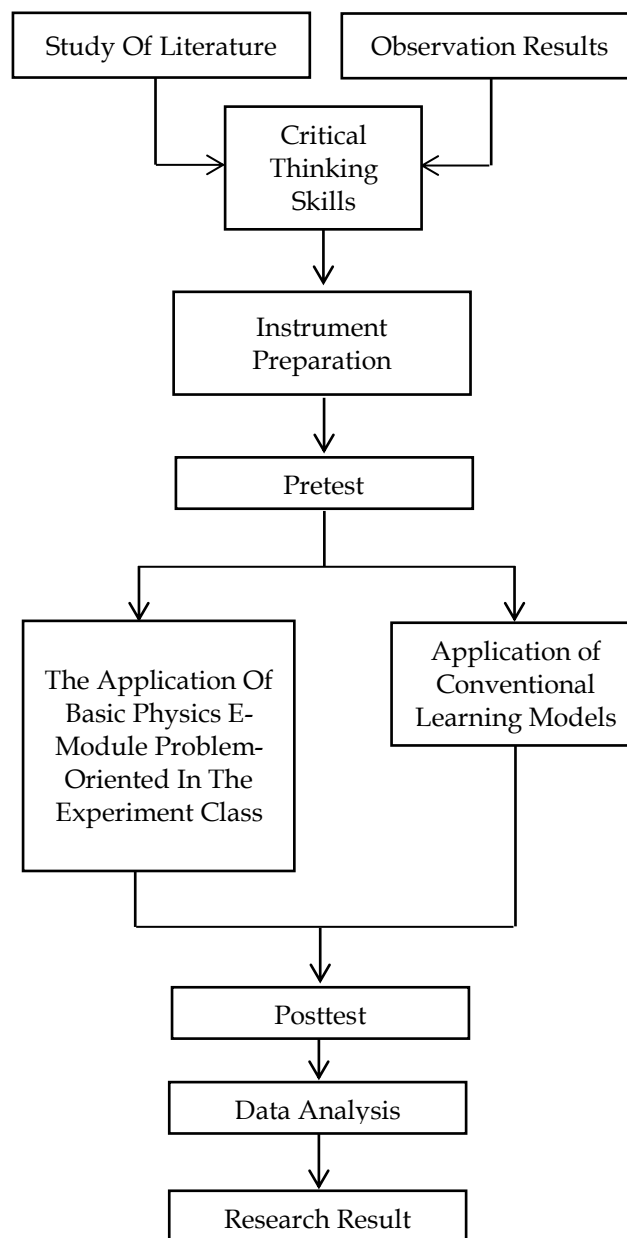 Study Of Literature
Observation Results
Critical
Thinking
Skills
Instrument
Preparation
Pretest
The Application Of
Basic Physics E-
Module Problem-
Oriented In The
Experiment Class
Application of
Conventional
Learning Models
Posttest
Data Analysis
Research Result